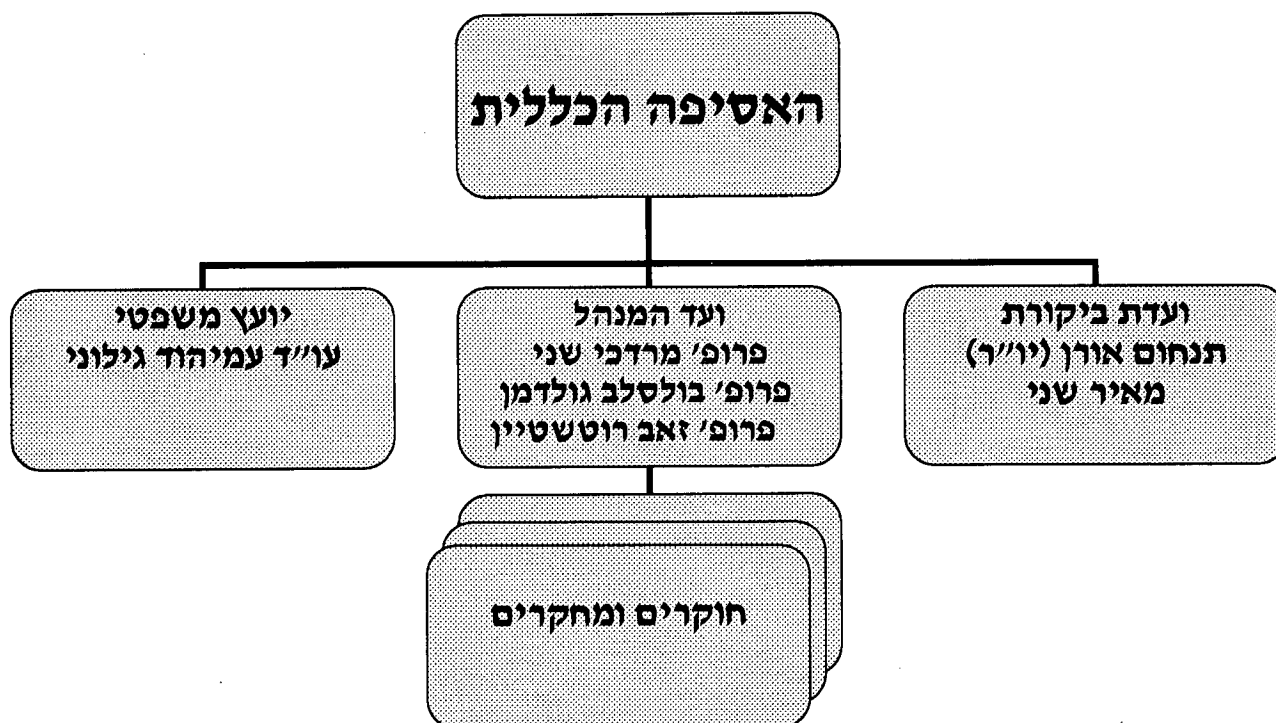 האסיפה הכללית
ועדת ביקורת
תנחום אורן (יו"ר)
מאיר שני
ועד המנהל
פרופ' מרדכי שני
פרופ' בולסלב גולדמן
פרופ' זאב רוטשטיין
יועץ משפטי
עו"ד עמיהוד גילוני
חוקרים ומחקרים